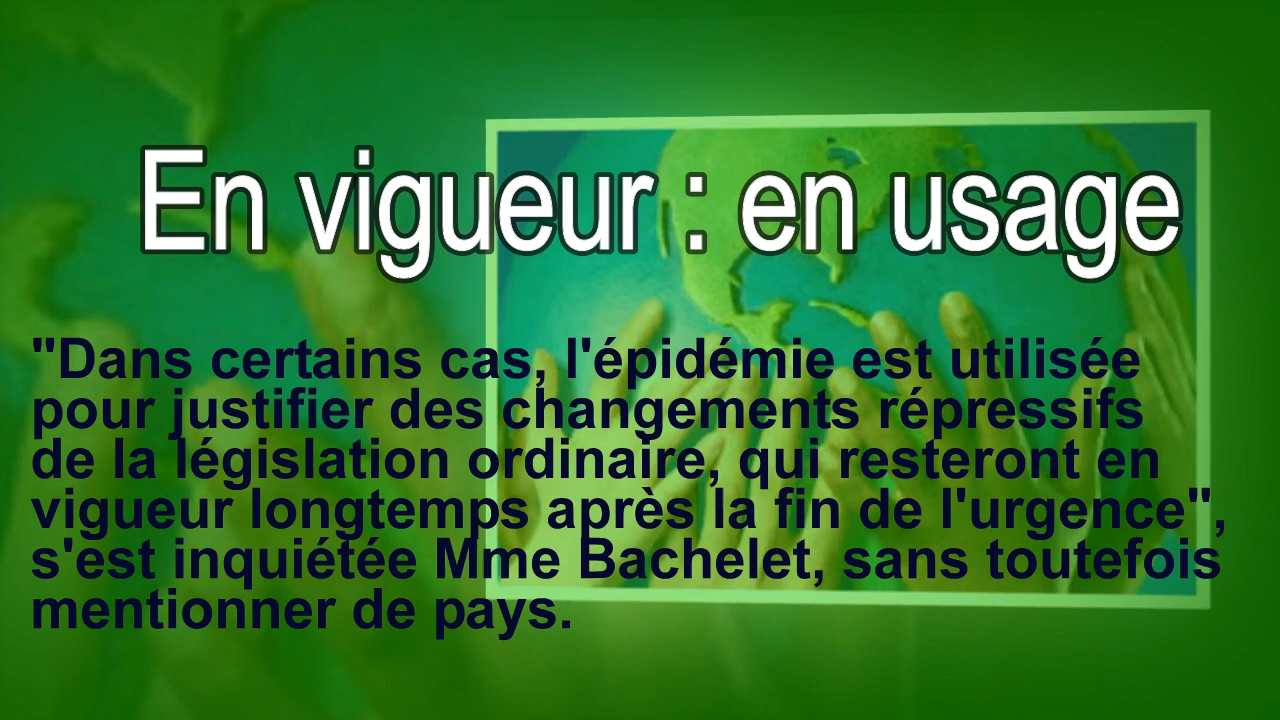 En vigueur : en usage
"Dans certains cas, l'épidémie est utilisée
pour justifier des changements répressifs
de la législation ordinaire, qui resteront en
vigueur longtemps après la fin de l'urgence",
s'est inquiétée Mme Bachelet, sans toutefois
mentionner de pays.